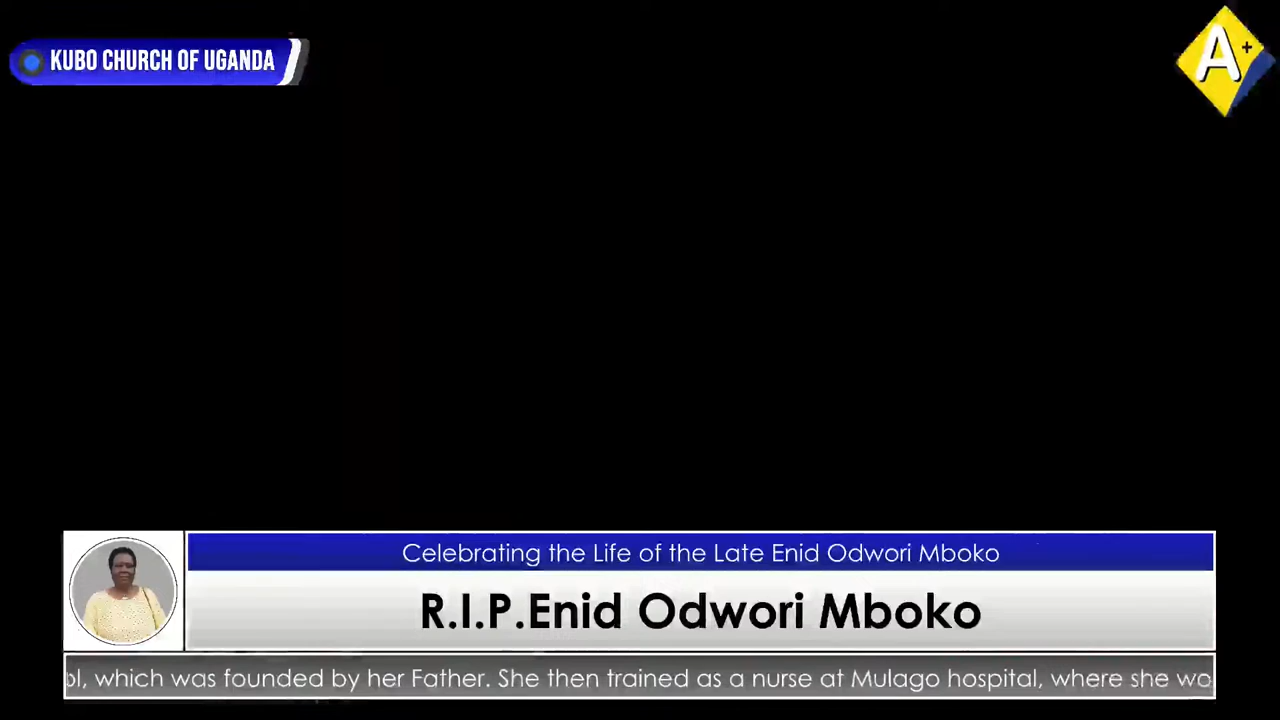 KUBO CHURCH OF UGANDA
A+
Celebrating the Life of the Late Enid Odwori Mboko
R.I.P.Enid Odwori Mboko
which was founded by her Father. She then trained as a nurse at Mulago hospital, where she